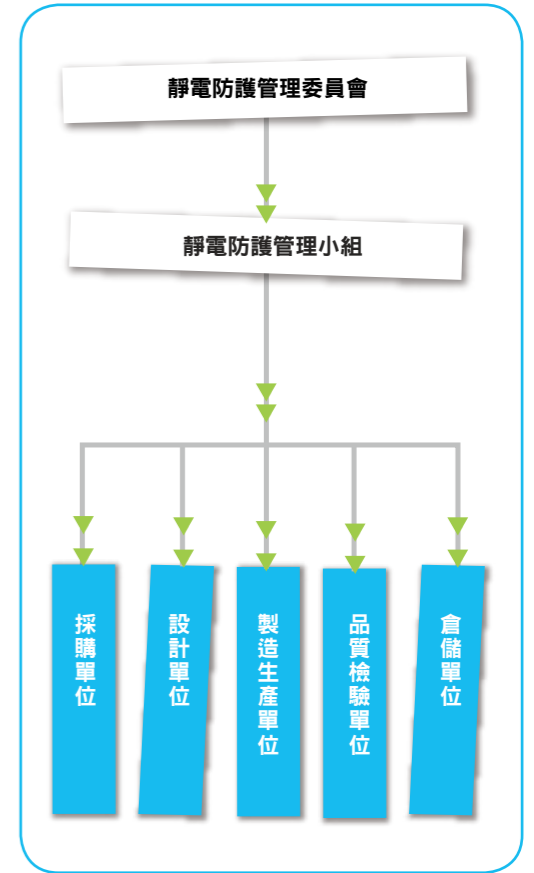 靜電防護管理委員會
靜電防護管理小組
採購單位
設計單位
製造生產單位
品質檢驗單位
倉儲單位